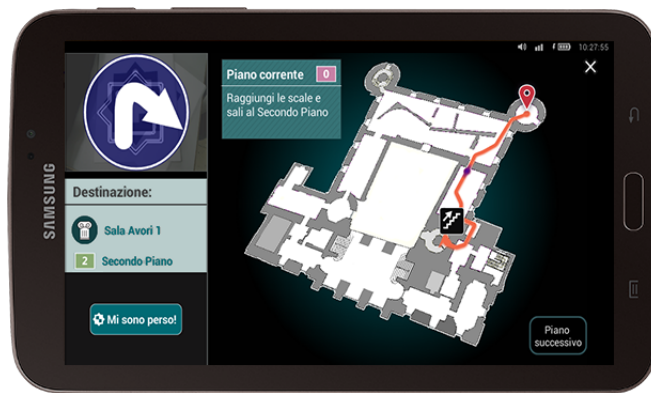 SAMSUNG
10:27:55
Piano corrente 0
Raggiungi le scale e
sali al Secondo Piano
Destinazione:
Sala Avori 1
2 Secondo Piano
Mi sono perso!
Piano
successivo